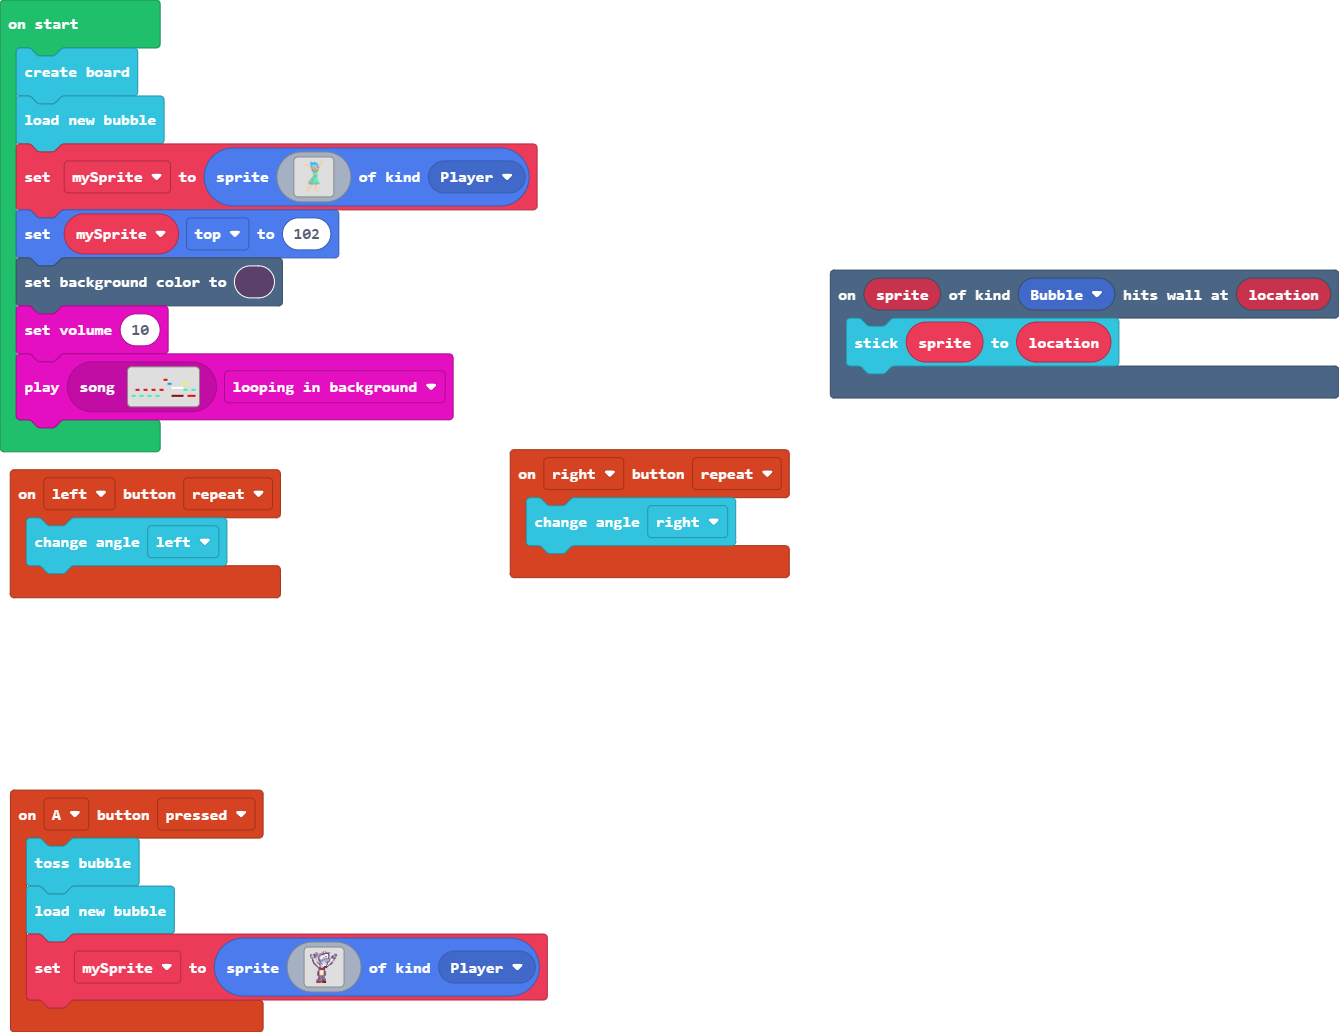 on start
create board
load new bubble
set mySprite to sprite of kind Player
set mySprite top to 102
set background color to
set volume 10
play song looping in background
on sprite of kind Bubble hits wall at location
stick sprite to location
on left button repeat
change angle left
on right button repeat
change angle right
on A button pressed
toss bubble
load new bubble
set mySprite to sprite of kind Player